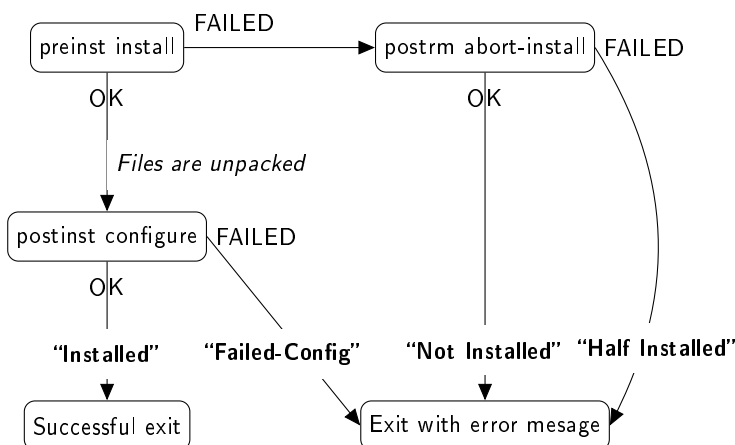 FAILED
preinst install
postrm abort-install
FAILED
OK
OK
Files are unpacked
postinst configure
FAILED
OK
“Installed”
“Failed-Config”
“Not Installed”
“Half Installed”
Successful exit
Exit with error mesage